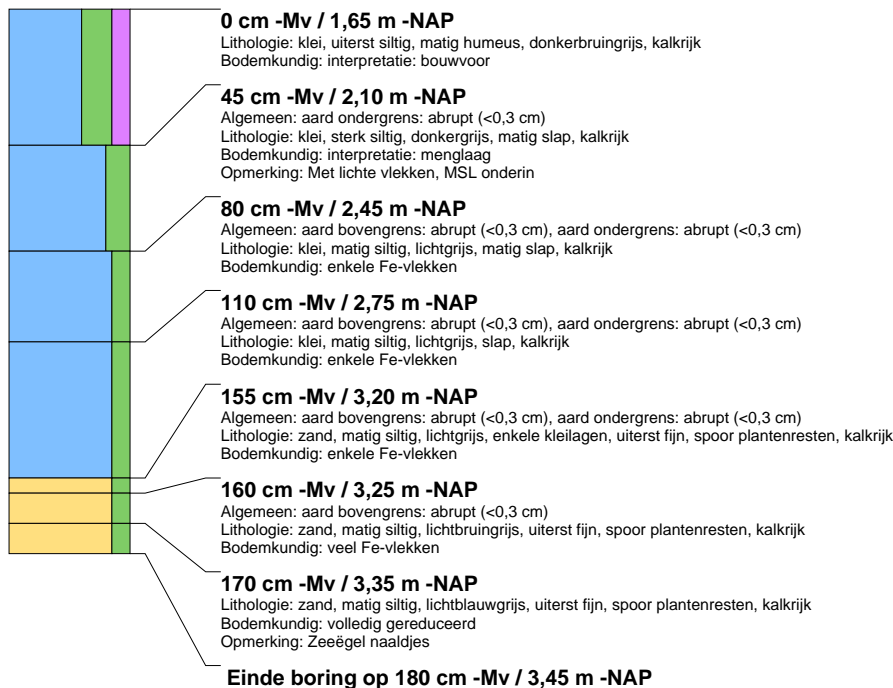 0 cm -Mv / 1,65 m -NAP
Lithologie: klei, uiterst siltig, matig humeus, donkerbruingrijs, kalkrijk
Bodemkundig: interpretatie: bouwvoor
45 cm -Mv / 2,10 m -NAP
Algemeen: aard ondergrens: abrupt (<0,3 cm)
Lithologie: klei, sterk siltig, donkergrijs, matig slap, kalkrijk
Bodemkundig: interpretatie: menglaag
Opmerking: Met lichte vlekken, MSL onderin
80 cm -Mv / 2,45 m -NAP
Algemeen: aard bovengrens: abrupt (<0,3 cm), aard ondergrens: abrupt (<0,3 cm)
Lithologie: klei, matig siltig, lichtgrijs, matig slap, kalkrijk
Bodemkundig: enkele Fe-vlekken
110 cm -Mv / 2,75 m -NAP
Algemeen: aard bovengrens: abrupt (<0,3 cm), aard ondergrens: abrupt (<0,3 cm)
Lithologie: klei, matig siltig, lichtgrijs, slap, kalkrijk
Bodemkundig: enkele Fe-vlekken
155 cm -Mv / 3,20 m -NAP
Algemeen: aard bovengrens: abrupt (<0,3 cm), aard ondergrens: abrupt (<0,3 cm)
Lithologie: zand, matig siltig, lichtgrijs, enkele kleilagen, uiterst fijn, spoor plantenresten, kalkrijk
Bodemkundig: enkele Fe-vlekken
160 cm -Mv / 3,25 m -NAP
Algemeen: aard bovengrens: abrupt (<0,3 cm)
Lithologie: zand, matig siltig, lichtbruingrijs, uiterst fijn, spoor plantenresten, kalkrijk
Bodemkundig: veel Fe-vlekken
170 cm -Mv / 3,35 m -NAP
Lithologie: zand, matig siltig, lichtblauwgrijs, uiterst fijn, spoor plantenresten, kalkrijk
Bodemkundig: volledig gereduceerd
Opmerking: Zeeëgel naaldjes
Einde boring op 180 cm -Mv / 3,45 m -NAP